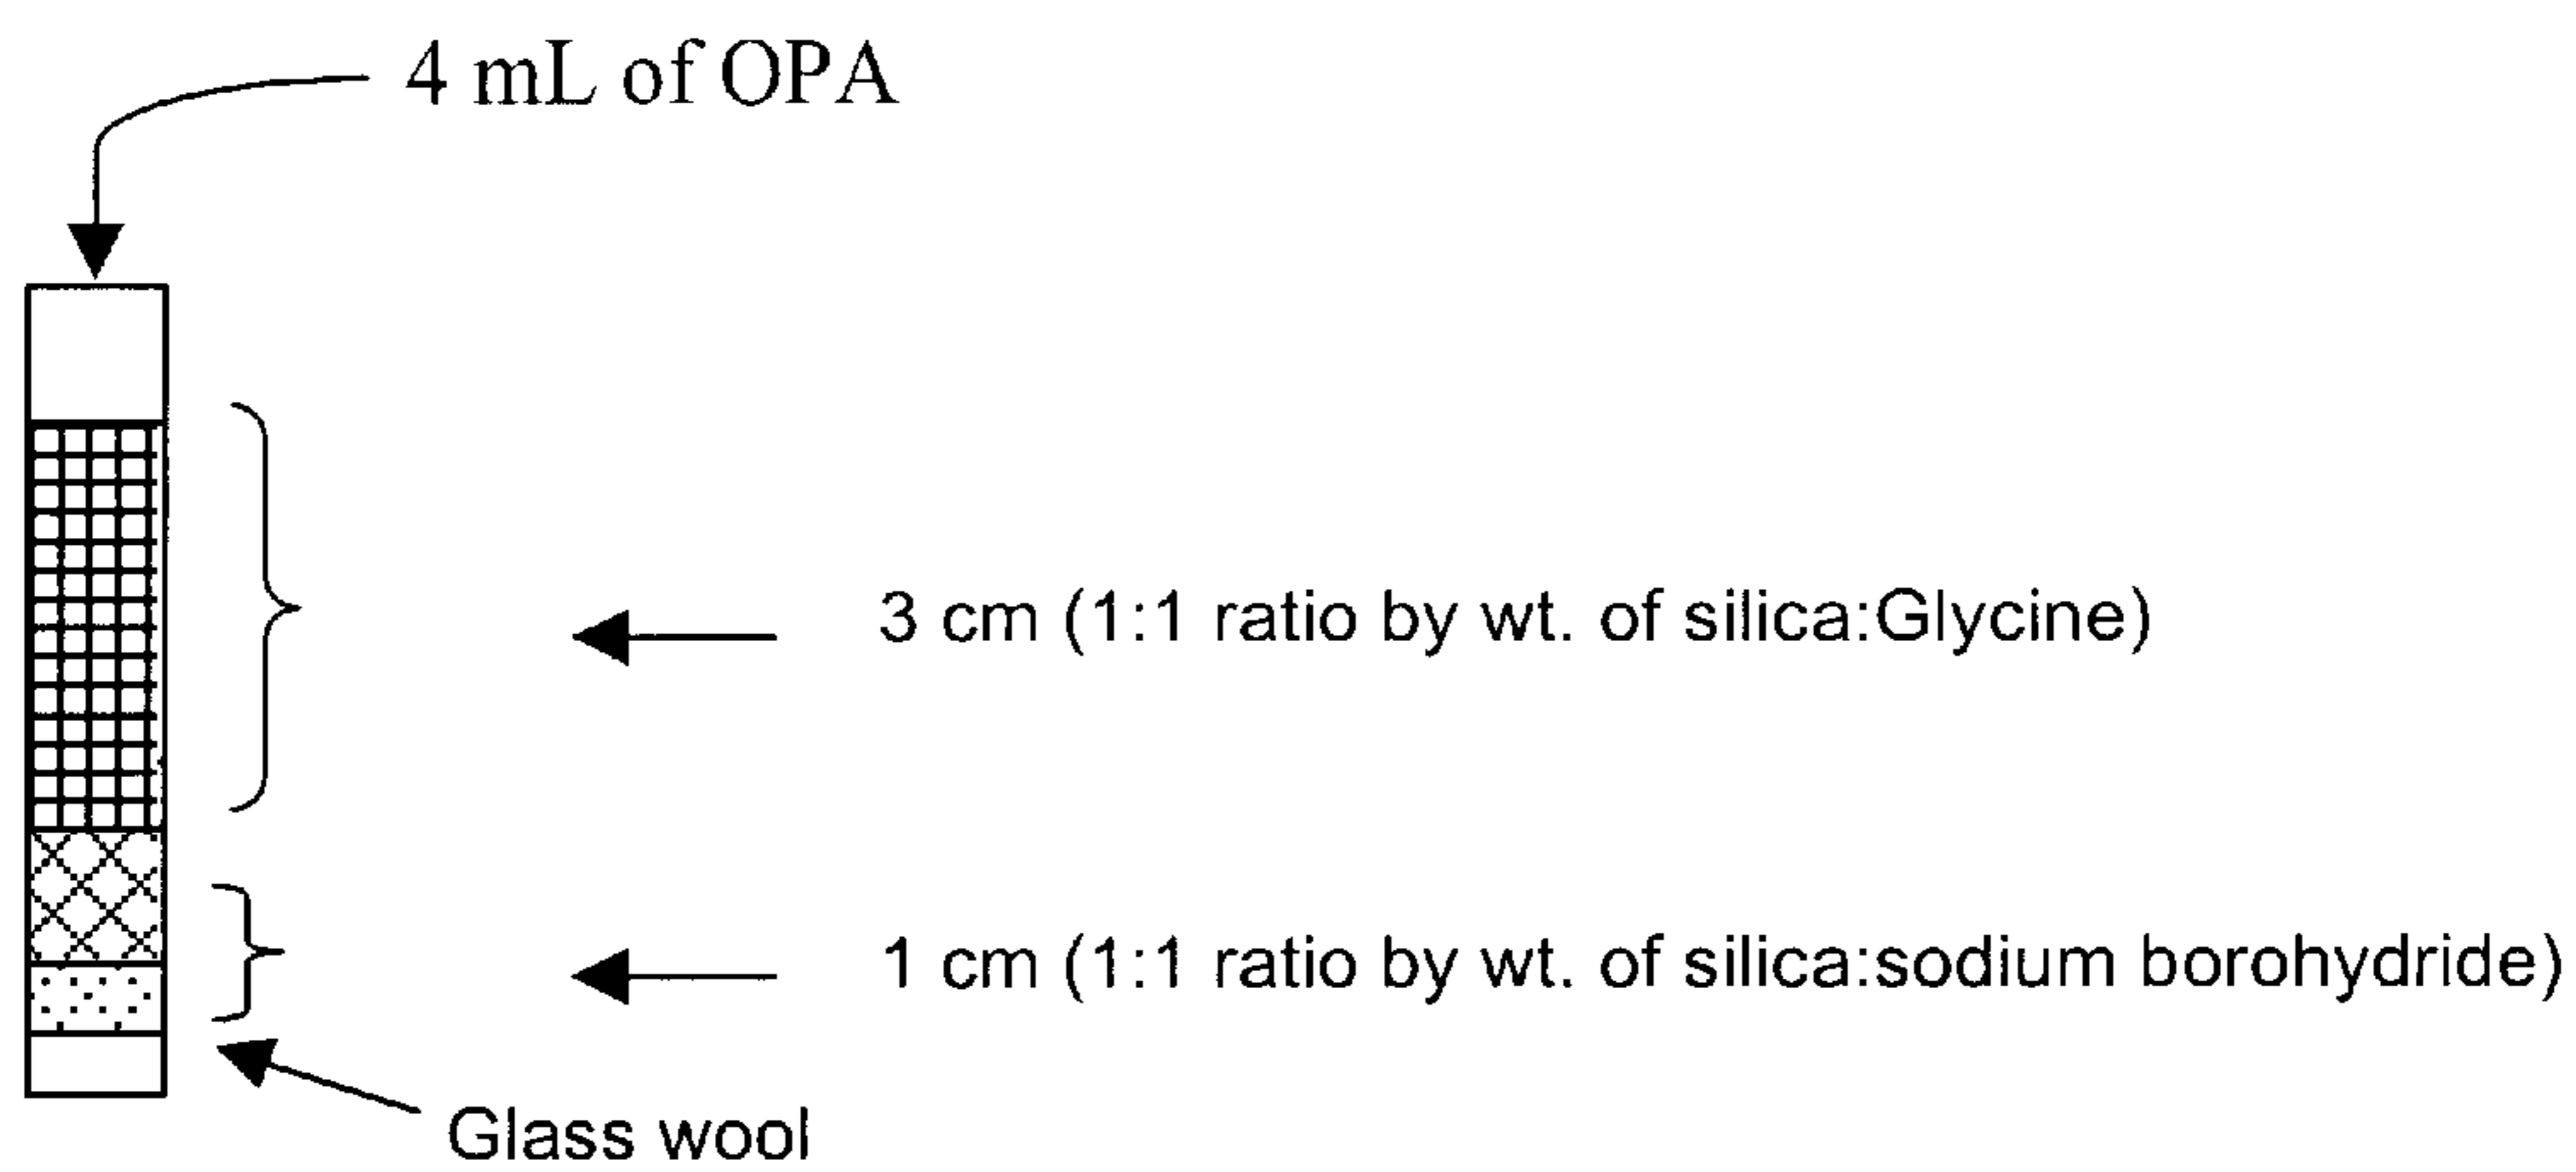 4 mL of OPA
3 cm (1:1 ratio by wt. of silica:Glycine)
1 cm (1:1 ratio by wt. of silica:sodium borohydride)
Glass wool